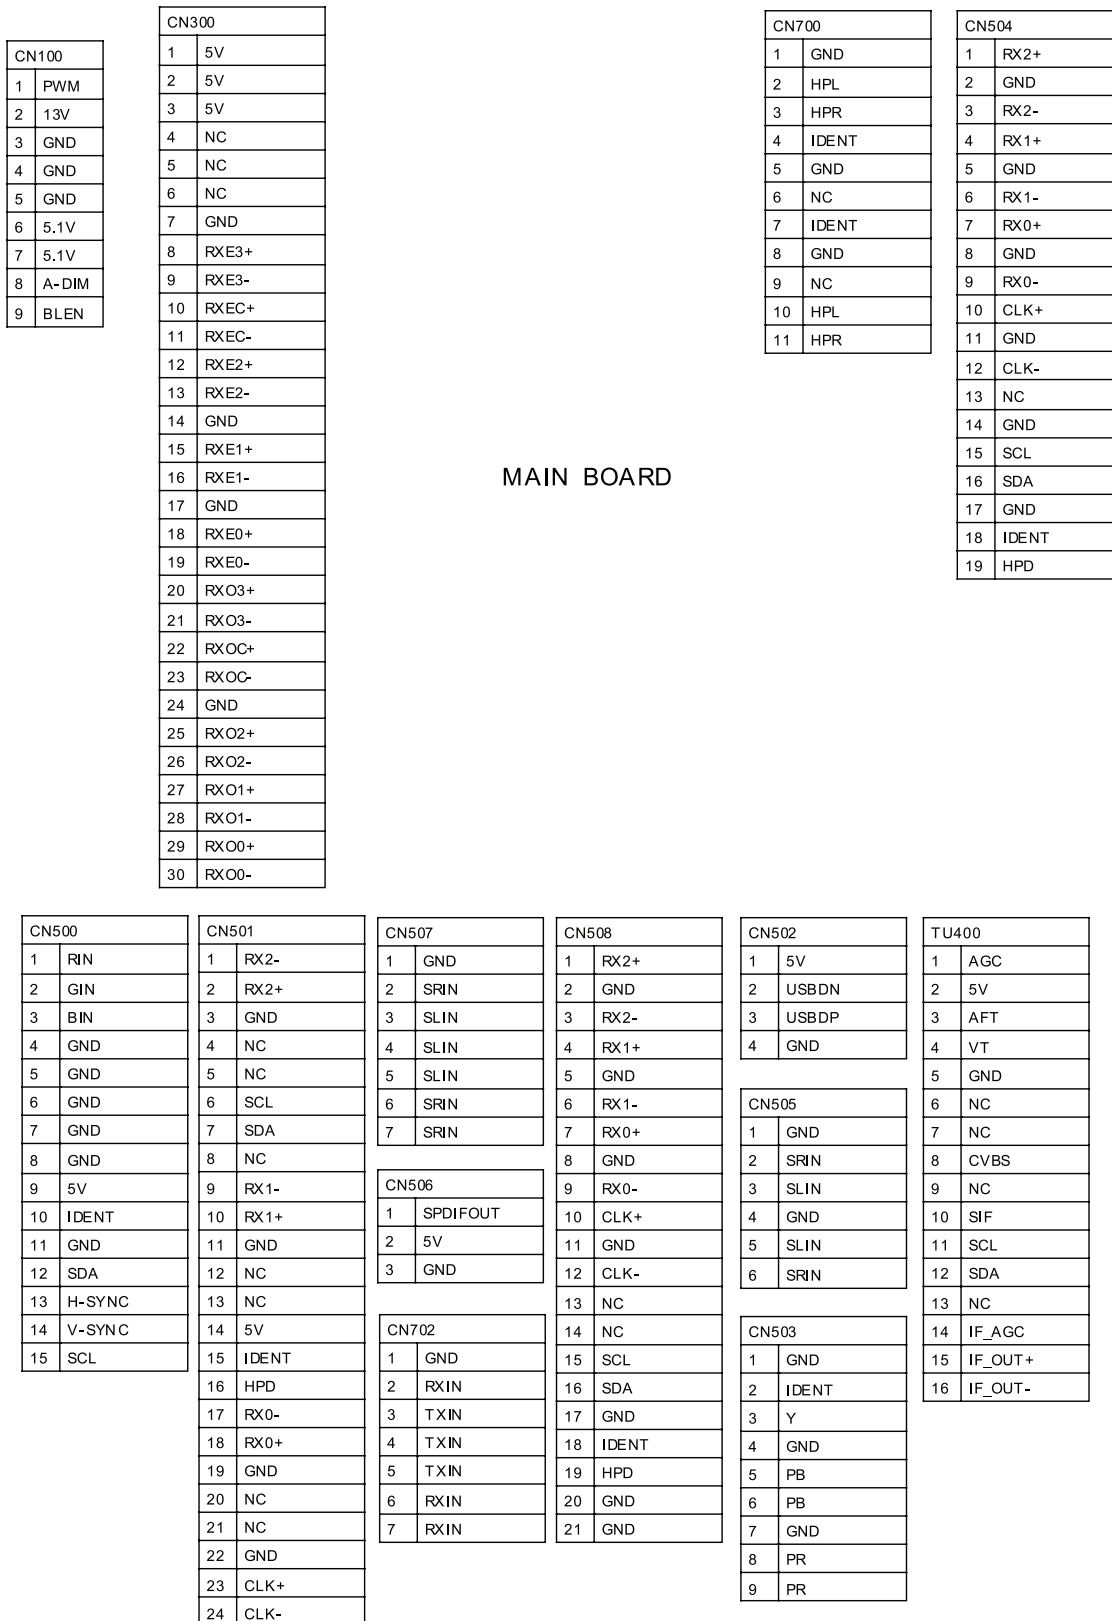 CN100
1 PWM
2 13V
3 GND
4 GND
5 GND
6 5.1V
7 5.1V
8 A-DIM
9 BLEN
CN300
1 5V
2 5V
3 5V
4 NC
5 NC
6 NC
7 GND
8 RXE3+
9 RXE3-
10 RXEC+
11 RXEC-
12 RXE2+
13 RXE2-
14 GND
15 RXE1+
16 RXE1-
17 GND
18 RXE0+
19 RXE0-
20 RXO3+
21 RXO3-
22 RXOC+
23 RXOC-
24 GND
25 RXO2+
26 RXO2-
27 RXO1+
28 RXO1-
29 RXO0+
30 RXO0-
MAIN BOARD
CN700
1 GND
2 HPL
3 HPR
4 IDENT
5 GND
6 NC
7 IDENT
8 GND
9 NC
10 HPL
11 HPR
CN504
1 RX2+
2 GND
3 RX2-
4 RX1+
5 GND
6 RX1-
7 RX0+
8 GND
9 RX0-
10 CLK+
11 GND
12 CLK-
13 NC
14 GND
15 SCL
16 SDA
17 GND
18 IDENT
19 HPD
CN500
1 RIN
2 GIN
3 BIN
4 GND
5 GND
6 GND
7 GND
8 GND
9 5V
10 IDENT
11 GND
12 SDA
13 H-SYNC
14 V-SYNC
15 SCL
CN501
1 RX2-
2 RX2+
3 GND
4 NC
5 NC
6 SCL
7 SDA
8 NC
9 RX1-
10 RX1+
11 GND
12 NC
13 NC
14 5V
15 IDENT
16 HPD
17 RX0-
18 RX0+
19 GND
20 NC
21 NC
22 GND
23 CLK+
24 CLK-
CN507
1 GND
2 SRIN
3 SLIN
4 SLIN
5 SLIN
6 SRIN
7 SRIN
CN506
1 SPDIFOUT
2 5V
3 GND
CN702
1 GND
2 RXIN
3 TXIN
4 TXIN
5 TXIN
6 RXIN
7 RXIN
CN508
1 RX2+
2 GND
3 RX2-
4 RX1+
5 GND
6 RX1-
7 RX0+
8 GND
9 RX0-
10 CLK+
11 GND
12 CLK-
13 NC
14 NC
15 SCL
16 SDA
17 GND
18 IDENT
19 HPD
20 GND
21 GND
CN502
1 5V
2 USBDN
3 USBDP
4 GND
CN505
1 GND
2 SRIN
3 SLIN
4 GND
5 SLIN
6 SRIN
CN503
1 GND
2 IDENT
3 Y
4 GND
5 PB
6 PB
7 GND
8 PR
9 PR
TU400
1 AGC
2 5V
3 AFT
4 VT
5 GND
6 NC
7 NC
8 CVBS
9 NC
10 SIF
11 SCL
12 SDA
13 NC
14 IF_AGC
15 IF_OUT+
16 IF_OUT-